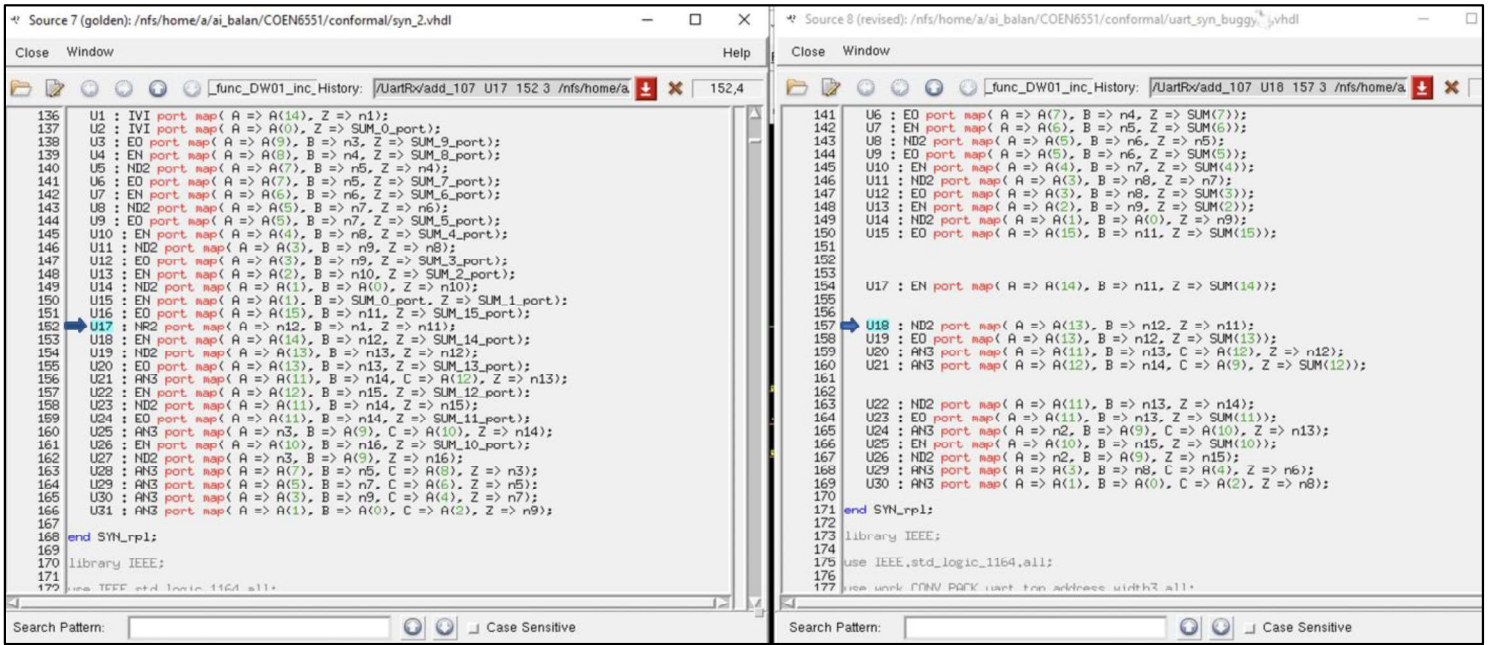 Source 7 (golden): /nfs/home/a/ai_balan/COEN6551/conformal/syn_2.vhdl
Close Window Help
_func_DW01_inc_History: /UartRx/add_107 U17 152 3 /nfs/home/a 152,4
136 U1 : IVI port map( A => A(14), Z => n1);
137 U2 : IVI port map( A => A(0), Z => SUM_0_port);
138 U3 : EO port map( A => A(9), B => n3, Z => SUM_9_port);
139 U4 : EN port map( A => A(8), B => n4, Z => SUM_8_port);
140 U5 : ND2 port map( A => A(7), B => n5, Z => n4);
141 U6 : EO port map( A => A(7), B => n5, Z => SUM_7_port);
142 U7 : EN port map( A => A(6), B => n6, Z => SUM_6_port);
143 U8 : ND2 port map( A => A(5), B => n7, Z => n6);
144 U9 : EO port map( A => A(5), B => n7, Z => SUM_5_port);
145 U10 : EN port map( A => A(4), B => n8, Z => SUM_4_port);
146 U11 : ND2 port map( A => A(3), B => n9, Z => n8);
147 U12 : EO port map( A => A(3), B => n9, Z => SUM_3_port);
148 U13 : EN port map( A => A(2), B => n10, Z => SUM_2_port);
149 U14 : ND2 port map( A => A(1), B => A(0), Z => n10);
150 U15 : EN port map( A => A(1), B => SUM_0_port, Z => SUM_1_port);
151 U16 : EO port map( A => A(15), B => n11, Z => SUM_15_port);
152 U17 : NR2 port map( A => n12, B => n1, Z => n11);
153 U18 : EN port map( A => A(14), B => n12, Z => SUM_14_port);
154 U19 : ND2 port map( A => A(13), B => n13, Z => n12);
155 U20 : EO port map( A => A(13), B => n13, Z => SUM_13_port);
156 U21 : AN3 port map( A => A(11), B => n14, C => A(12), Z => n13);
157 U22 : EN port map( A => A(12), B => n15, Z => SUM_12_port);
158 U23 : ND2 port map( A => A(11), B => n14, Z => n15);
159 U24 : EO port map( A => A(11), B => n14, Z => SUM_11_port);
160 U25 : AN3 port map( A => n3, B => A(9), C => A(10), Z => n14);
161 U26 : EN port map( A => A(10), B => n16, Z => SUM_10_port);
162 U27 : ND2 port map( A => n3, B => A(9), Z => n16);
163 U28 : AN3 port map( A => A(7), B => n5, C => A(8), Z => n3);
164 U29 : AN3 port map( A => A(5), B => n7, C => A(6), Z => n5);
165 U30 : AN3 port map( A => A(3), B => n9, C => A(4), Z => n7);
166 U31 : AN3 port map( A => A(1), B => A(0), C => A(2), Z => n9);
167
168 end SYN_rpl;
169
170 library IEEE;
171
172 use IEEE.std_logic_1164.all;
Search Pattern: Case Sensitive
Source 8 (revised): /nfs/home/a/ai_balan/COEN6551/conformal/uart_syn_buggy .vhdl
Close Window
_func_DW01_inc_History: /UartRx/add_107 U18 157 3 /nfs/home/a
141 U6 : EO port map( A => A(7), B => n4, Z => SUM(7));
142 U7 : EN port map( A => A(6), B => n5, Z => SUM(6));
143 U8 : ND2 port map( A => A(5), B => n6, Z => n5);
144 U9 : EO port map( A => A(5), B => n6, Z => SUM(5));
145 U10 : EN port map( A => A(4), B => n7, Z => SUM(4));
146 U11 : ND2 port map( A => A(3), B => n8, Z => n7);
147 U12 : EO port map( A => A(3), B => n8, Z => SUM(3));
148 U13 : EN port map( A => A(2), B => n9, Z => SUM(2));
149 U14 : ND2 port map( A => A(1), B => A(0), Z => n9);
150 U15 : EO port map( A => A(15), B => n11, Z => SUM(15));
151
152
153
154 U17 : EN port map( A => A(14), B => n11, Z => SUM(14));
155
156
157 U18 : ND2 port map( A => A(13), B => n12, Z => n11);
158 U19 : EO port map( A => A(13), B => n12, Z => SUM(13));
159 U20 : AN3 port map( A => A(11), B => n13, C => A(12), Z => n12);
160 U21 : AN3 port map( A => A(12), B => n14, C => A(9), Z => SUM(12));
161
162
163 U22 : ND2 port map( A => A(11), B => n13, Z => n14);
164 U23 : EO port map( A => A(11), B => n13, Z => SUM(11));
165 U24 : AN3 port map( A => n2, B => A(9), C => A(10), Z => n13);
166 U25 : EN port map( A => A(10), B => n15, Z => SUM(10));
167 U26 : ND2 port map( A => n2, B => A(9), Z => n15);
168 U29 : AN3 port map( A => A(3), B => n8, C => A(4), Z => n6);
169 U30 : AN3 port map( A => A(1), B => A(0), C => A(2), Z => n8);
170
171 end SYN_rpl;
172
173 library IEEE;
174
175 use IEEE.std_logic_1164.all;
176
177 use work CONV_PACK_uart_top_address_width3.all;
Search Pattern: Case Sensitive